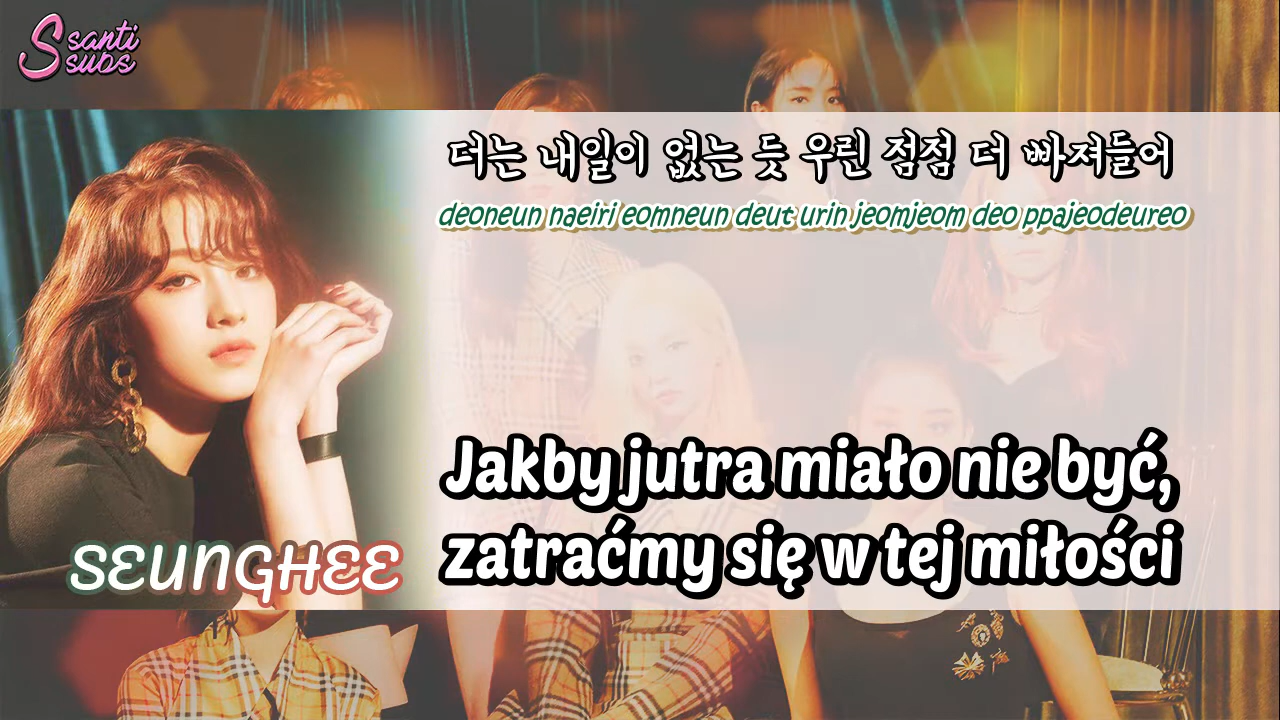 Ssanti
subs
더는 내일이 없는 듯 우린 점점 더 빠져들어
deoneun naeiri eomneun deut urin jeomjeom deo ppajeodeureo
Jakby jutra miało nie być,
zatraćmy się w tej miłości
SEUNGHEE